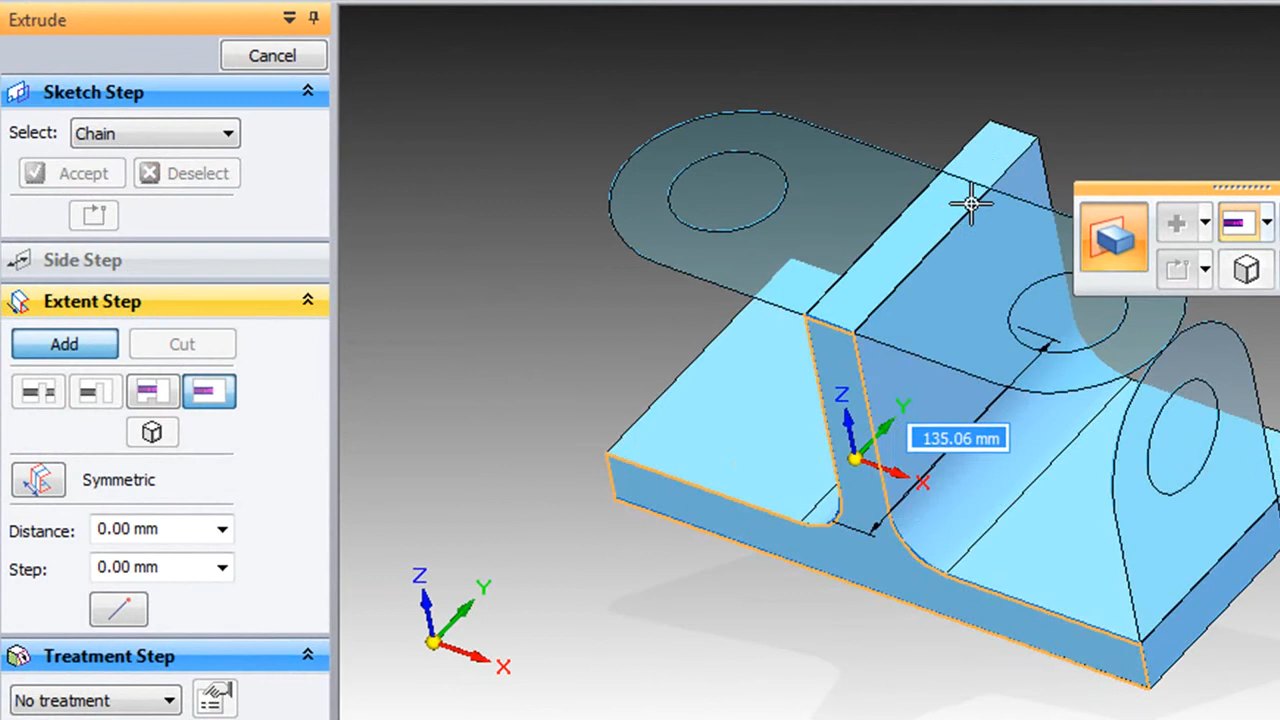 Extrude
Cancel
Sketch Step
Select: Chain
Accept Deselect
Side Step
Extent Step
Add Cut
Symmetric
Distance: 0.00 mm
Step: 0.00 mm
Treatment Step
No treatment
Z
Y
X
135.06 mm
Z
Y
X